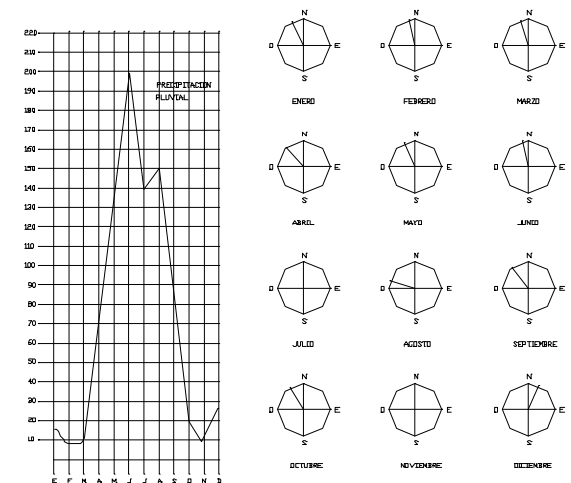 220
210
200
190
180
170
160
150
140
130
120
110
100
90
80
70
60
50
40
30
20
10
E F M A M J J A S O N D
PRECIPITACION
PLUVIAL
N
O E
S
ENERO
N
O E
S
FEBRERO
N
O E
S
MARZO
N
O E
S
ABRIL
N
O E
S
MAYO
N
O E
S
JUNIO
N
O E
S
JULIO
N
O E
S
AGOSTO
N
O E
S
SEPTIEMBRE
N
O E
S
OCTUBRE
N
O E
S
NOVIEMBRE
N
O E
S
DICIEMBRE